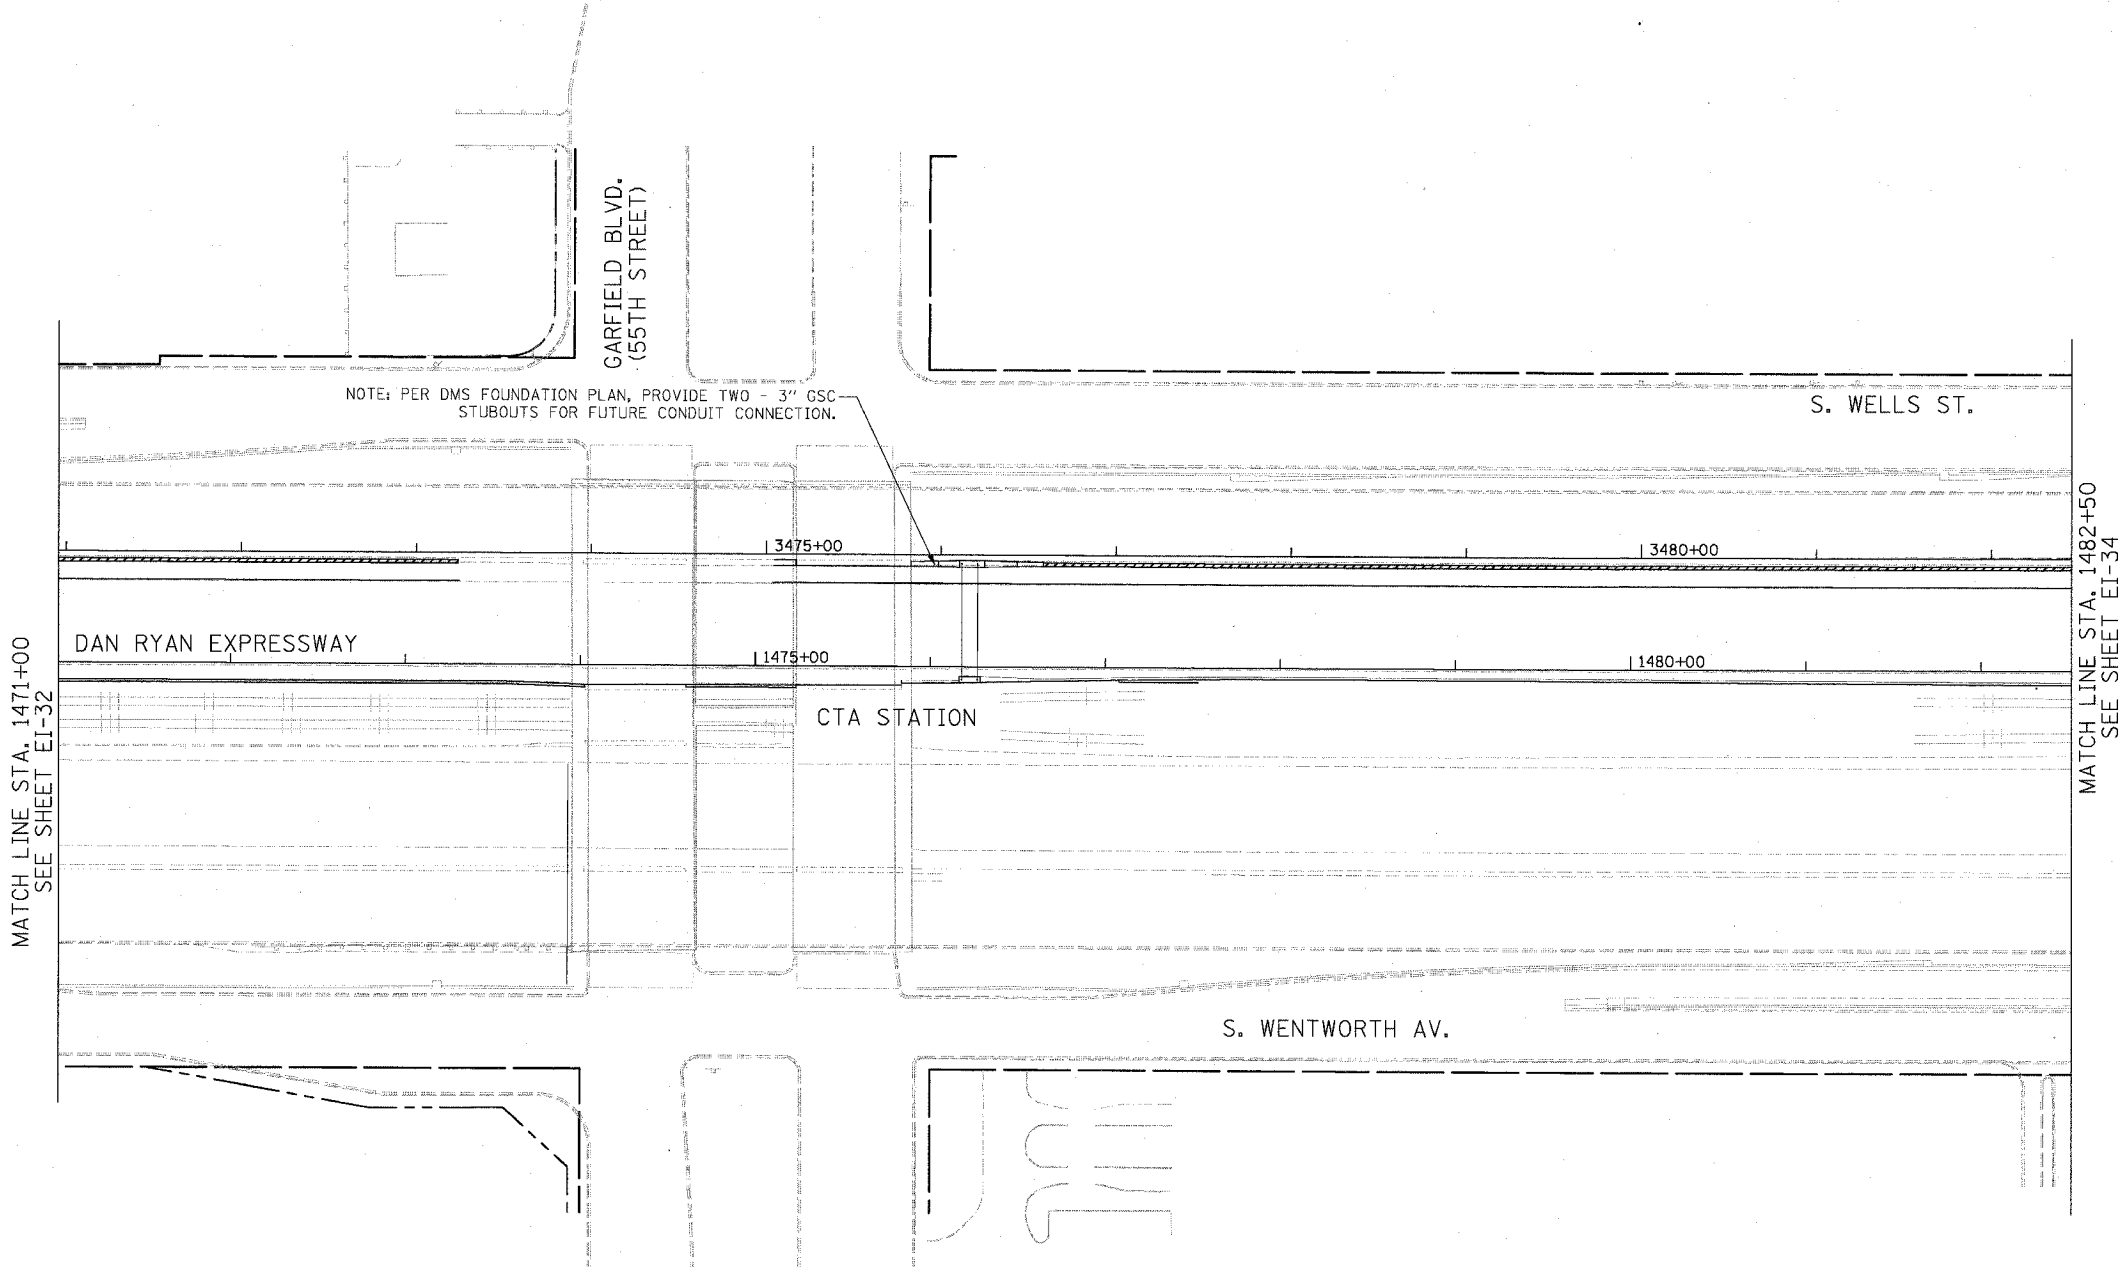 GARFIELD BLVD.
(55TH STREET)
NOTE: PER DMS FOUNDATION PLAN, PROVIDE TWO - 3" GSC
STUBOUTS FOR FUTURE CONDUIT CONNECTION.
S. WELLS ST.
3475+00
3480+00
DAN RYAN EXPRESSWAY
1475+00
1480+00
CTA STATION
MATCH LINE STA. 1471+00
SEE SHEET EI-32
MATCH LINE STA. 1482+50
SEE SHEET EI-34
S. WENTWORTH AV.